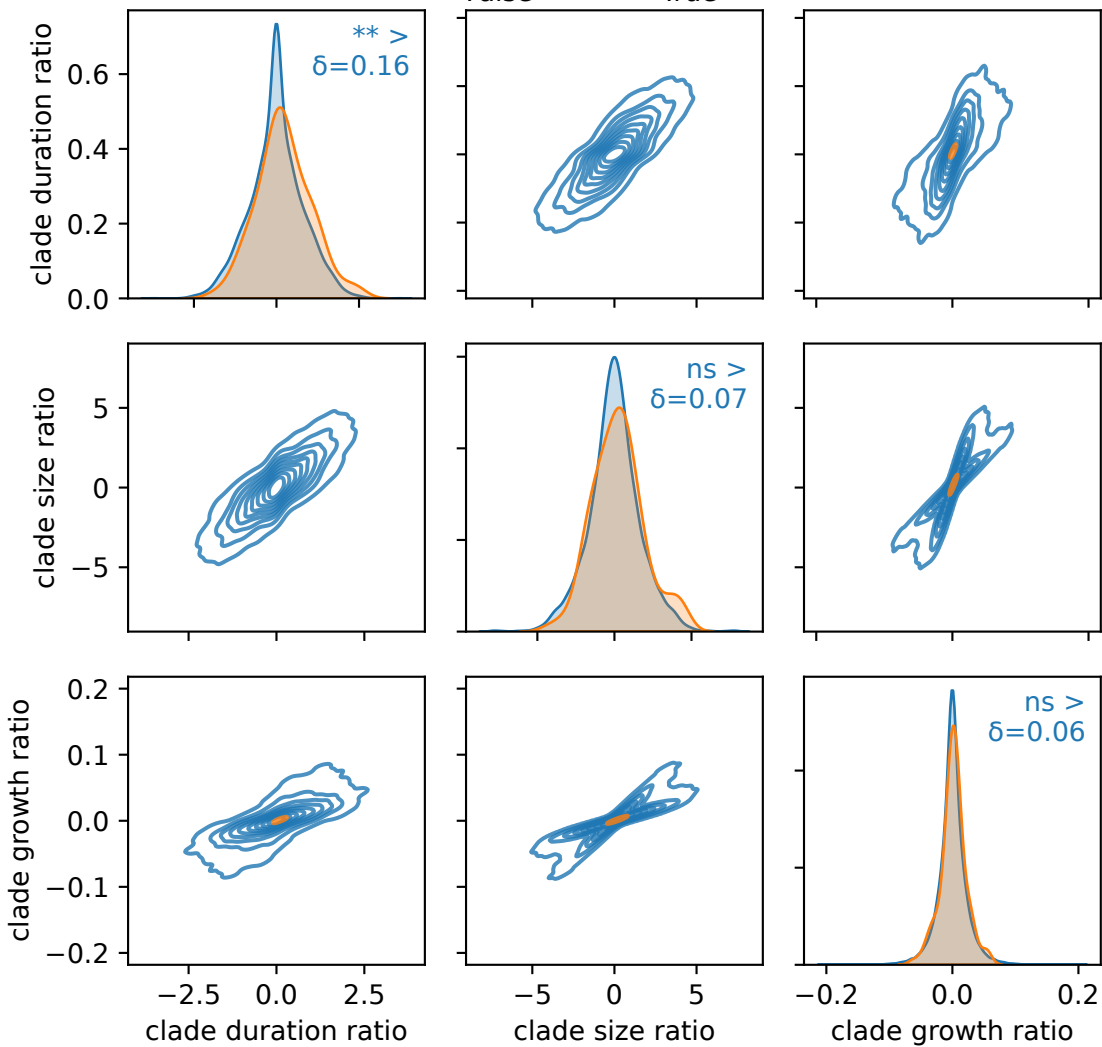 ** >
δ=0.16
clade duration ratio
0.6
0.4
0.2
0.0
ns >
δ=0.07
clade size ratio
5
0
−5
ns >
δ=0.06
clade growth ratio
0.2
0.1
0.0
−0.1
−0.2
−2.5 0.0 2.5
−5 0 5
−0.2 0.0 0.2
clade duration ratio
clade size ratio
clade growth ratio